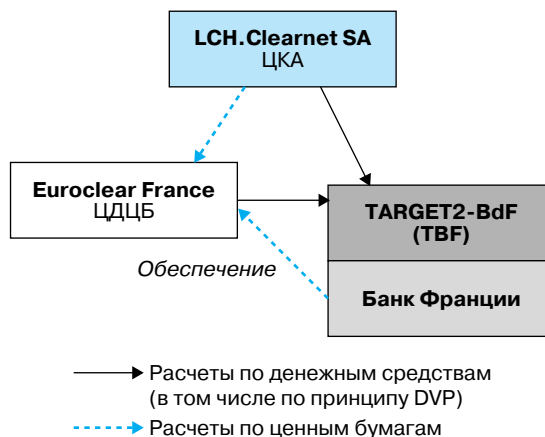 LCH.Clearnet SA
ЦКА
Euroclear France
ЦДЦБ
TARGET2-BdF
(TBF)
Обеспечение
Банк Франции
Расчеты по денежным средствам
(в том числе по принципу DVP)
Расчеты по ценным бумагам